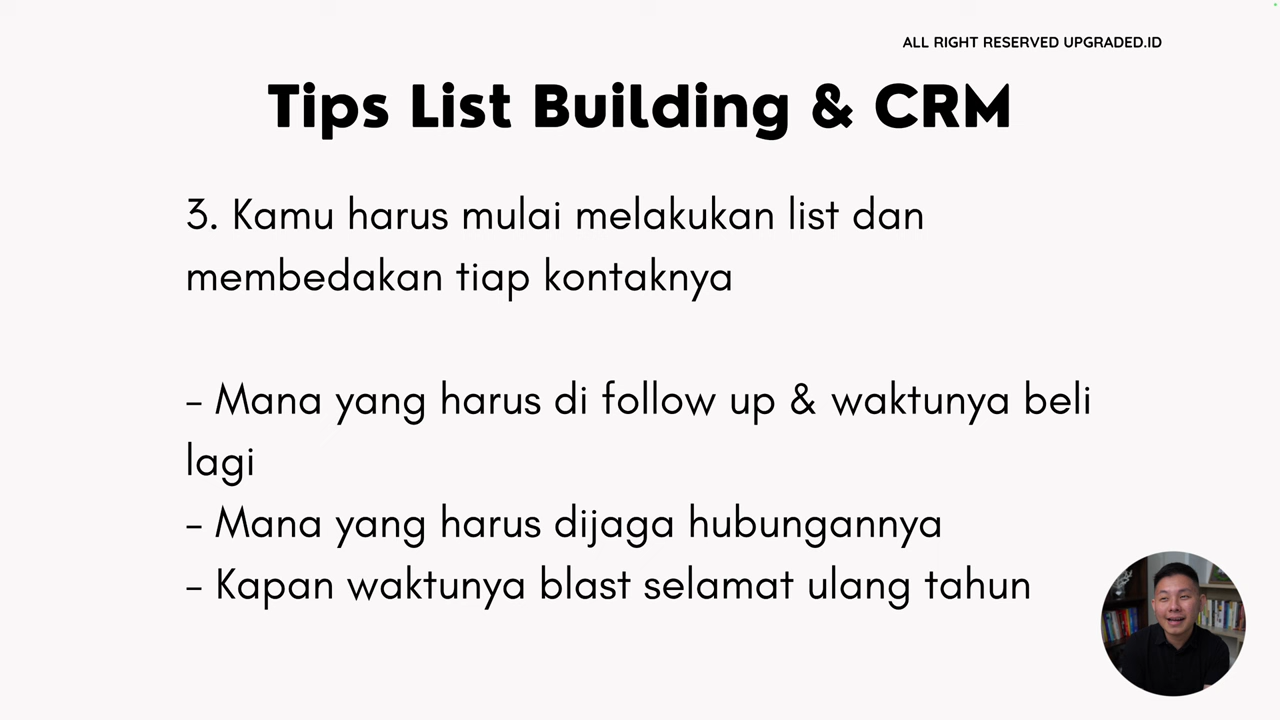 ALL RIGHT RESERVED UPGRADED.ID
Tips List Building & CRM
3. Kamu harus mulai melakukan list dan
membedakan tiap kontaknya
- Mana yang harus di follow up & waktunya beli
lagi
- Mana yang harus dijaga hubungannya
- Kapan waktunya blast selamat ulang tahun